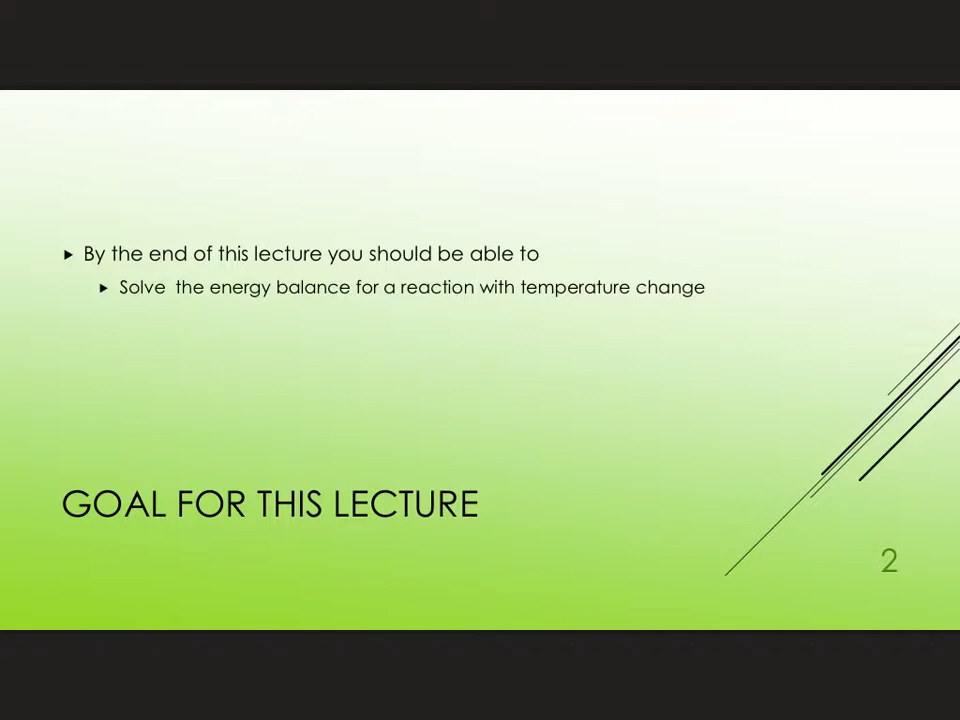 By the end of this lecture you should be able to
Solve  the energy balance for a reaction with temperature change
GOAL FOR THIS LECTURE
2